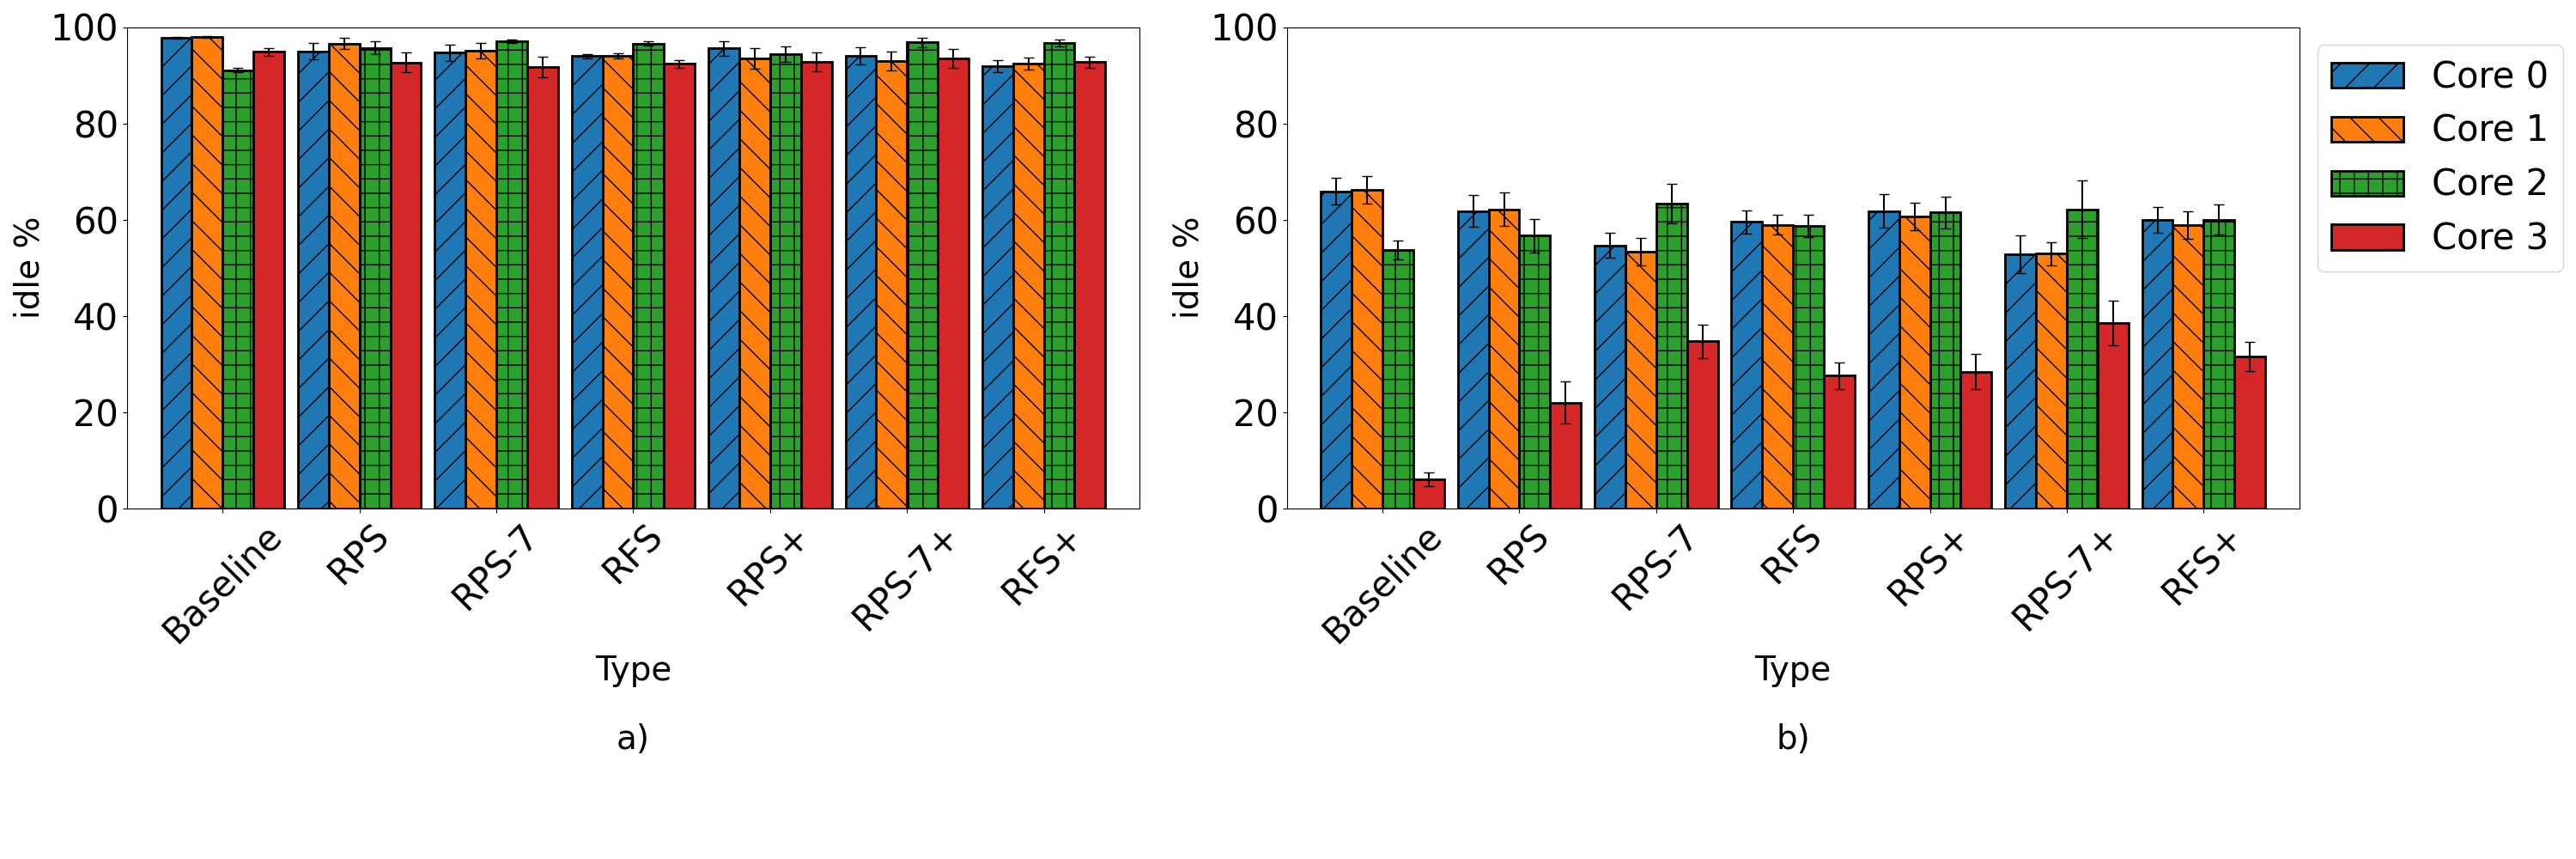 100
80
60
40
20
0
idle %
Baseline
RPS
RPS-7
RFS
RPS+
RPS-7+
RFS+
Type
a)
100
80
60
40
20
0
idle %
Baseline
RPS
RPS-7
RFS
RPS+
RPS-7+
RFS+
Type
b)
Core 0
Core 1
Core 2
Core 3